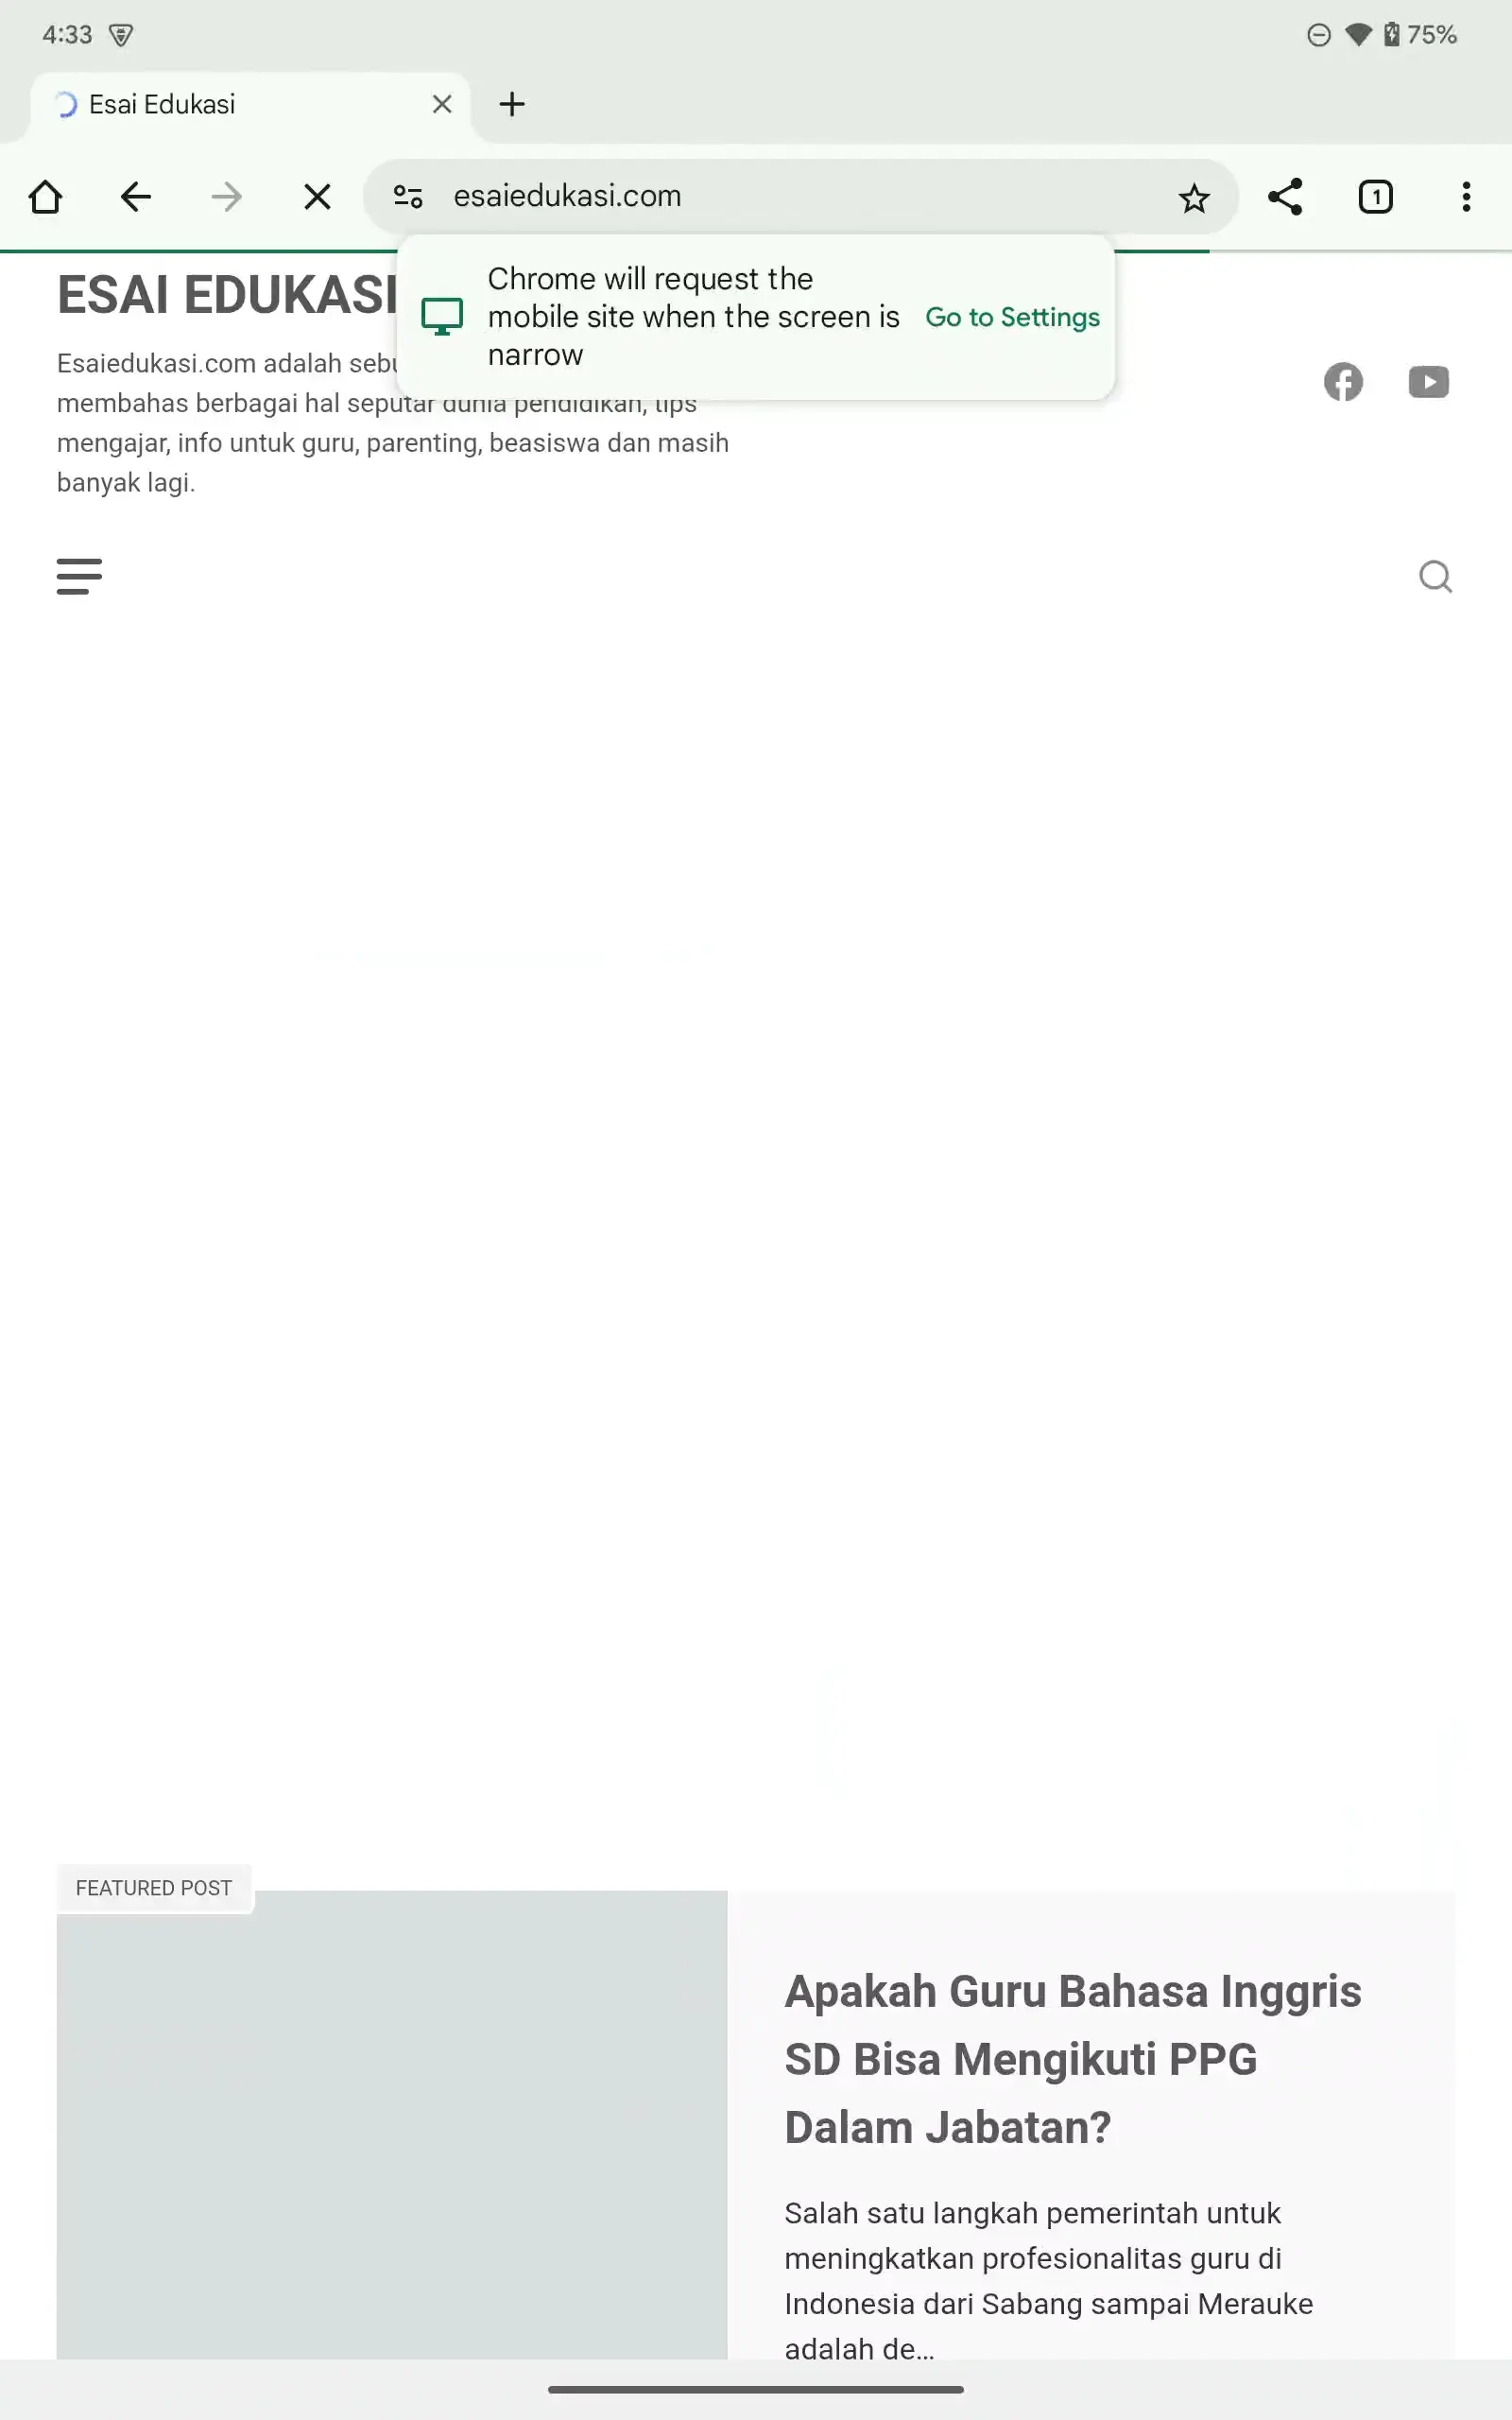 4:33
75%
Esai Edukasi
esaiedukasi.com
1
Chrome will request the
mobile site when the screen is
narrow
Go to Settings
ESAI EDUKASI
Esaiedukasi.com adalah
membahas berbagai hal seputar dunia pendidikan, tips
mengajar, info untuk guru, parenting, beasiswa dan masih
banyak lagi.
FEATURED POST
Apakah Guru Bahasa Inggris
SD Bisa Mengikuti PPG
Dalam Jabatan?
Salah satu langkah pemerintah untuk
meningkatkan profesionalitas guru di
Indonesia dari Sabang sampai Merauke
adalah de...